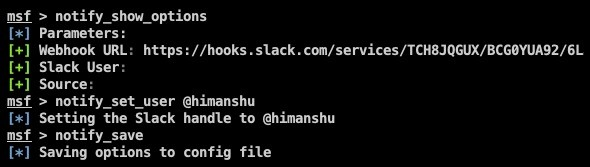 msf > notify_show_options
[*] Parameters:
[+] Webhook URL: https://hooks.slack.com/services/TCH8JQGUX/BCG0YUA92/6L
[+] Slack User:
[+] Source:
msf > notify_set_user @himanshu
[*] Setting the Slack handle to @himanshu
msf > notify_save
[*] Saving options to config file